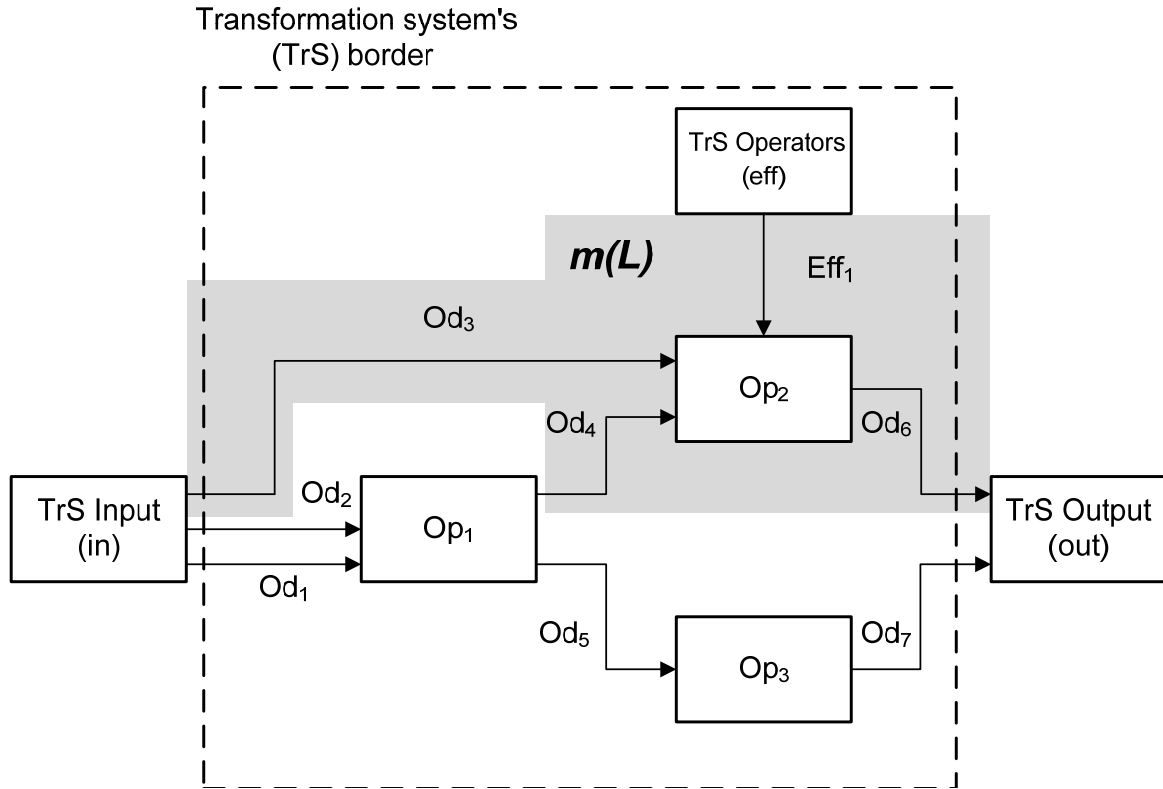 Transformation system's
(TrS) border
TrS Operators
(eff)
m(L)
Eff₁
Od₃
Op₂
Od₄
Od₆
TrS Input
(in)
Od₂
Op₁
TrS Output
(out)
Od₁
Od₅
Op₃
Od₇